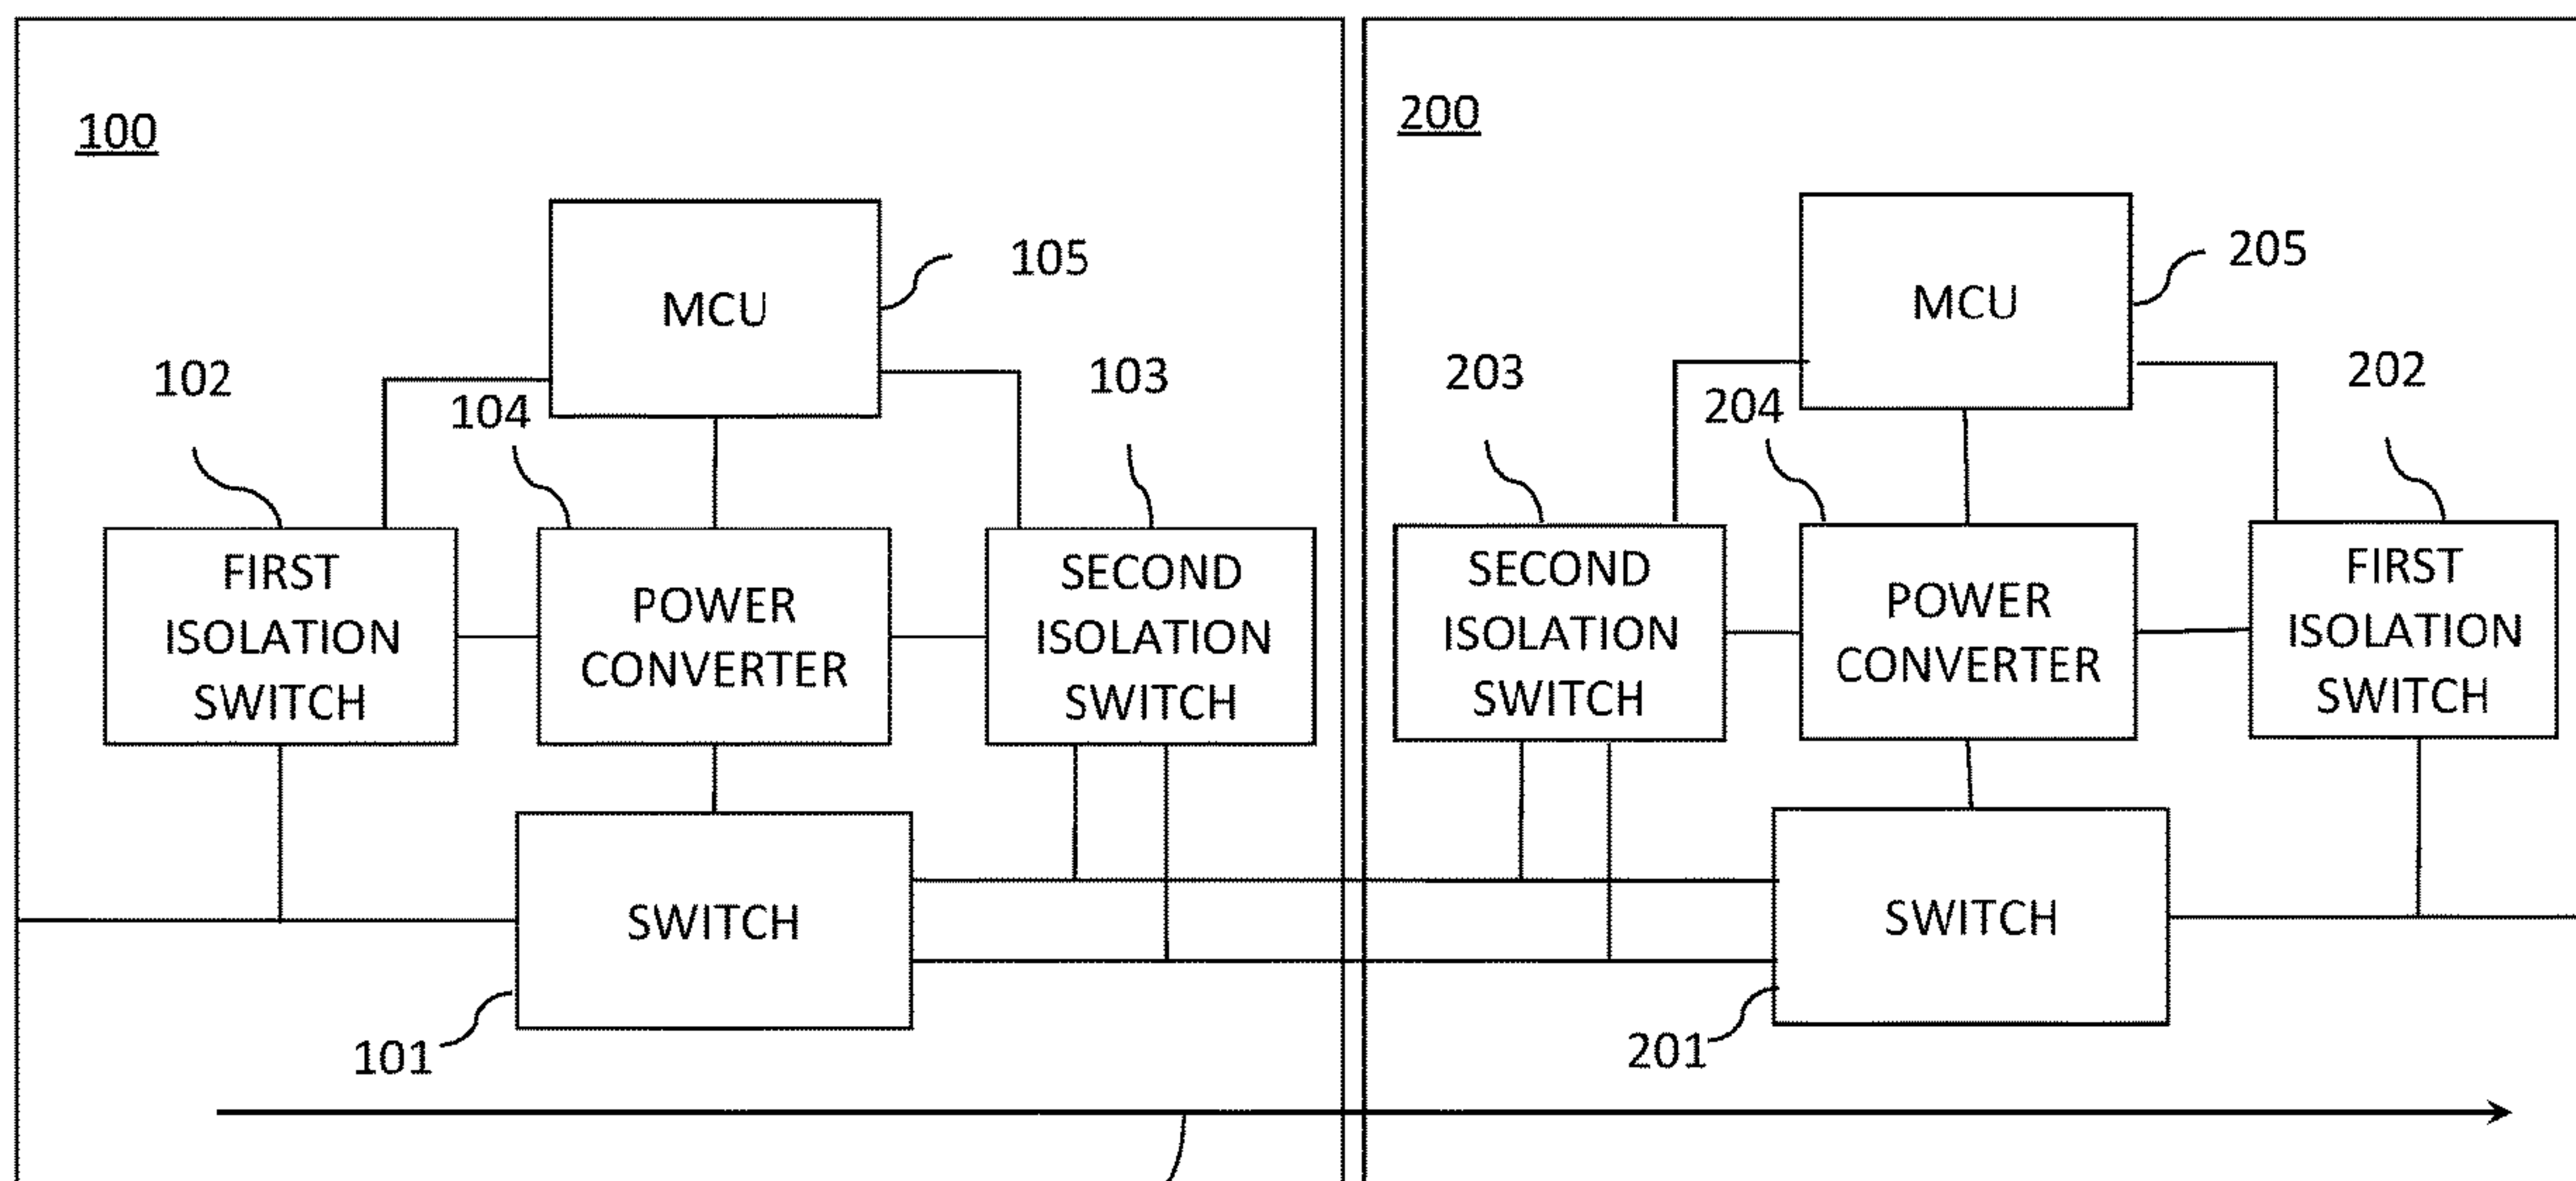 100
MCU
105
102
104
103
FIRST
ISOLATION
SWITCH
POWER
CONVERTER
SECOND
ISOLATION
SWITCH
SWITCH
101
200
MCU
205
203
204
202
SECOND
ISOLATION
SWITCH
POWER
CONVERTER
FIRST
ISOLATION
SWITCH
SWITCH
201